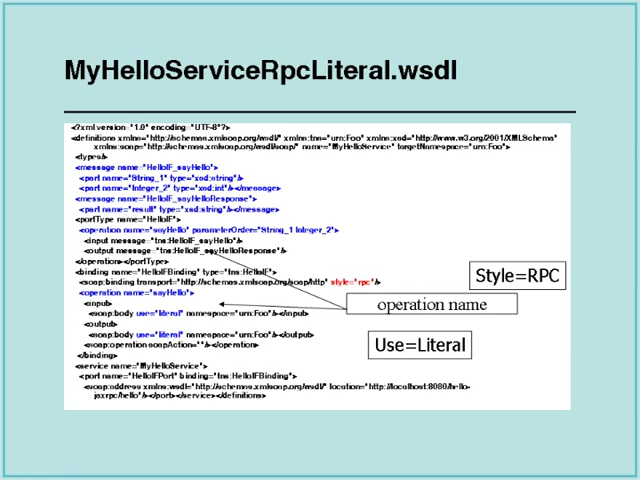 MyHelloServiceRpcLiteral.wsdl
<?xml version="1.0" encoding="UTF-8"?>
<definitions xmlns="http://schemas.xmlsoap.org/wsdl/" xmlns:tns="urn:Foo" xmlns:xsd="http://www.w3.org/2001/XMLSchema"
xmlns:soap="http://schemas.xmlsoap.org/wsdl/soap/" name="MyHelloService" targetNamespace="urn:Foo">
<types/>
<message name="HelloIF_sayHello">
<part name="String_1" type="xsd:string"/>
<part name="Integer_2" type="xsd:int"/></message>
<message name="HelloIF_sayHelloResponse">
<part name="result" type="xsd:string"/></message>
<portType name="HelloIF">
<operation name="sayHello" parameterOrder="String_1 Integer_2">
<input message="tns:HelloIF_sayHello"/>
<output message="tns:HelloIF_sayHelloResponse"/>
</operation></portType>
<binding name="HelloIFBinding" type="tns:HelloIF">
<soap:binding transport="http://schemas.xmlsoap.org/soap/http" style="rpc"/>
Style=RPC
<operation name="sayHello">
<input>
operation name
<soap:body use="literal" namespace="urn:Foo"/></input>
<output>
<soap:body use="literal" namespace="urn:Foo"/></output>
<soap:operation soapAction=""/></operation>
Use=Literal
</binding>
<service name="MyHelloService">
<port name="HelloIFPort" binding="tns:HelloIFBinding">
<soap:address xmlns:wsdl="http://schemas.xmlsoap.org/wsdl/" location="http://localhost:8080/hello-
jaxrpc/hello"/></port></service></definitions>